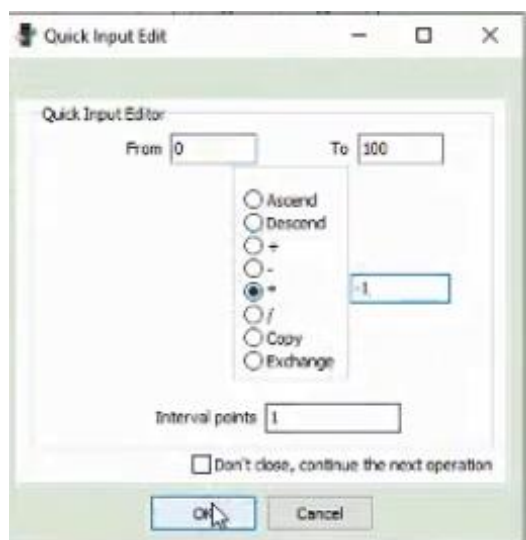 Quick Input Edit
Quick Input Editor
From 0 To 100
Ascend
Descend
+
-
* -1
/
Copy
Exchange
Interval points 1
Don't close, continue the next operation
OK Cancel